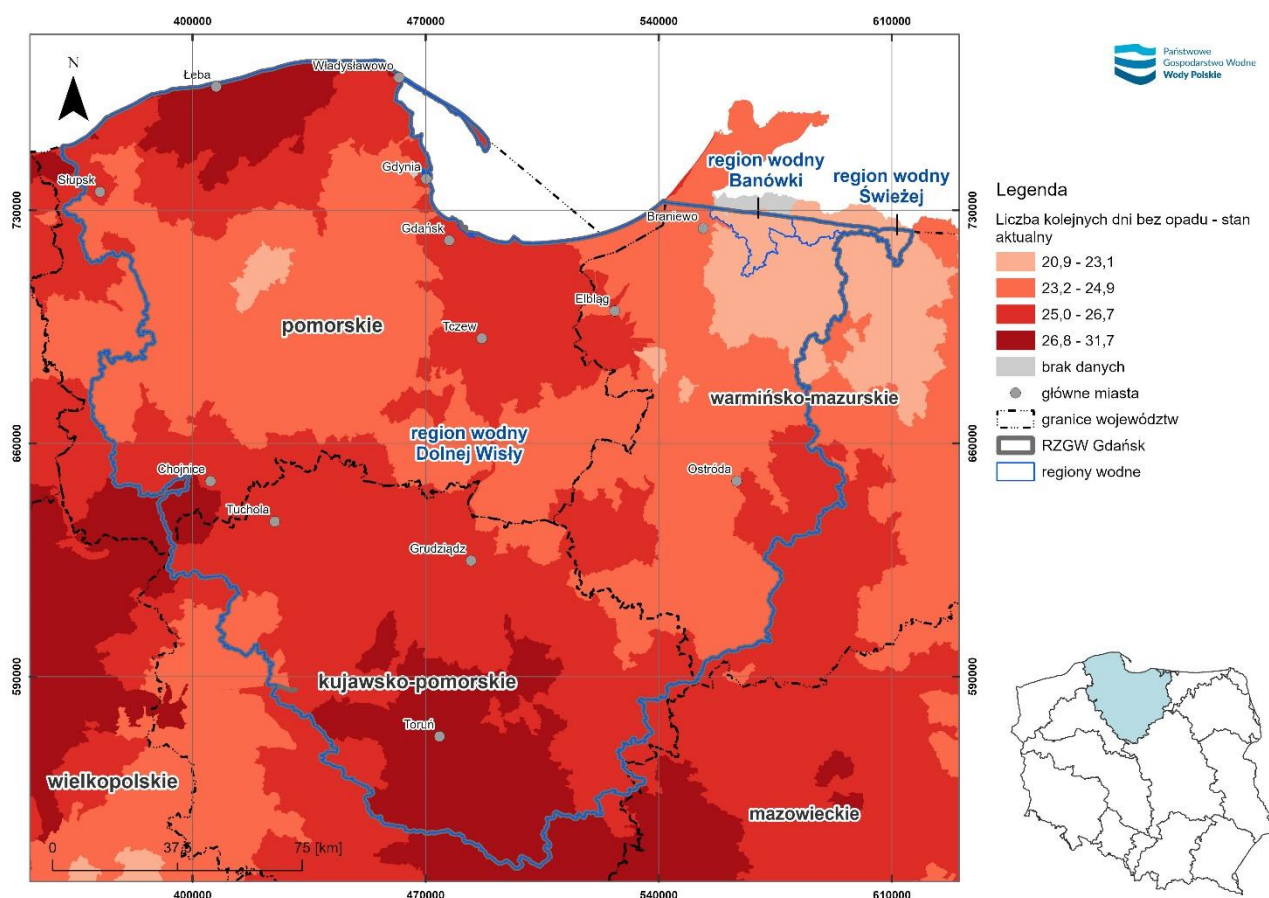 400000 470000 540000 610000
N
Łeba
Władysławowo
Państwowe
Gospodarstwo Wodne
Wody Polskie
Słupsk
Gdynia
Gdańsk
region wodny
Banówki
region wodny
Świeżej
Braniewo
730000
730000
Legenda
Liczba kolejnych dni bez opadu - stan
aktualny
20,9 - 23,1
23,2 - 24,9
25,0 - 26,7
26,8 - 31,7
brak danych
główne miasta
granice województw
RZGW Gdańsk
regiony wodne
Elbląg
pomorskie
Tczew
warmińsko-mazurskie
region wodny
Dolnej Wisły
660000
660000
Chojnice
Ostróda
Tuchola
Grudziądz
590000
590000
kujawsko-pomorskie
Toruń
wielkopolskie
mazowieckie
0 37,5 75 [km]
400000 470000 540000 610000